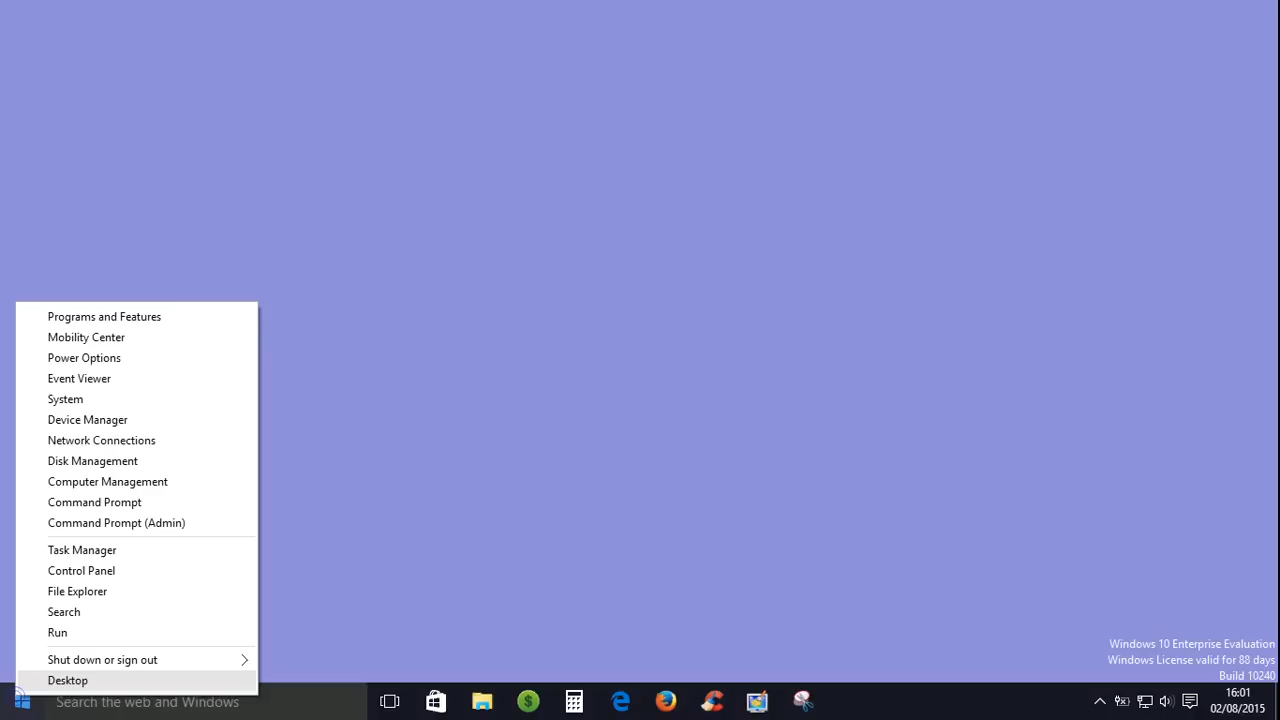 Programs and Features
Mobility Center
Power Options
Event Viewer
System
Device Manager
Network Connections
Disk Management
Computer Management
Command Prompt
Command Prompt (Admin)
Task Manager
Control Panel
File Explorer
Search
Run
Shut down or sign out
Desktop
Search the web and Windows
Windows 10 Enterprise Evaluation
Windows License valid for 88 days
Build 10240
16:01
02/08/2015